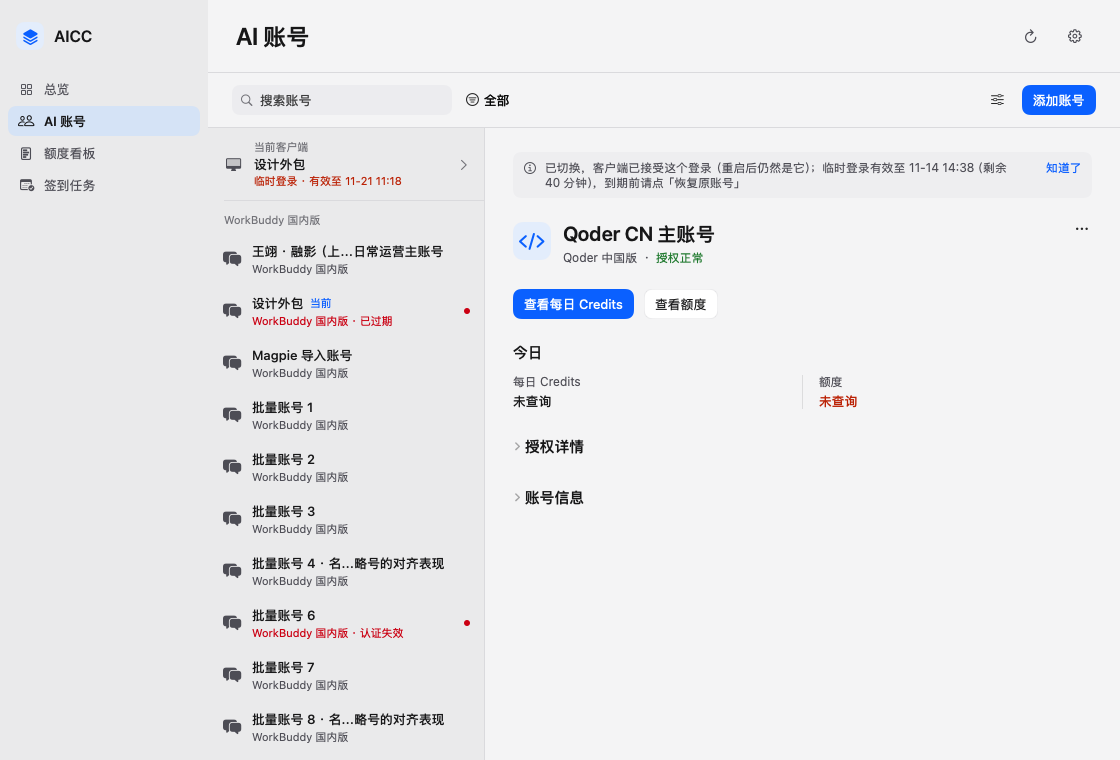 AICC
总览
AI 账号
额度看板
签到任务
AI 账号
搜索账号
全部
添加账号
当前客户端
设计外包
临时登录 · 有效至 11-21 11:18
WorkBuddy 国内版
王翊 · 融影（上…日常运营主账号
WorkBuddy 国内版
设计外包 当前
WorkBuddy 国内版 · 已过期
Magpie 导入账号
WorkBuddy 国内版
批量账号 1
WorkBuddy 国内版
批量账号 2
WorkBuddy 国内版
批量账号 3
WorkBuddy 国内版
批量账号 4 · 名…略号的对齐表现
WorkBuddy 国内版
批量账号 6
WorkBuddy 国内版 · 认证失效
批量账号 7
WorkBuddy 国内版
批量账号 8 · 名…略号的对齐表现
WorkBuddy 国内版
已切换，客户端已接受这个登录（重启后仍然是它）；临时登录有效至 11-14 14:38（剩余
40 分钟），到期前请点「恢复原账号」
知道了
Qoder CN 主账号
Qoder 中国版 · 授权正常
查看每日 Credits
查看额度
今日
每日 Credits
未查询
额度
未查询
授权详情
账号信息